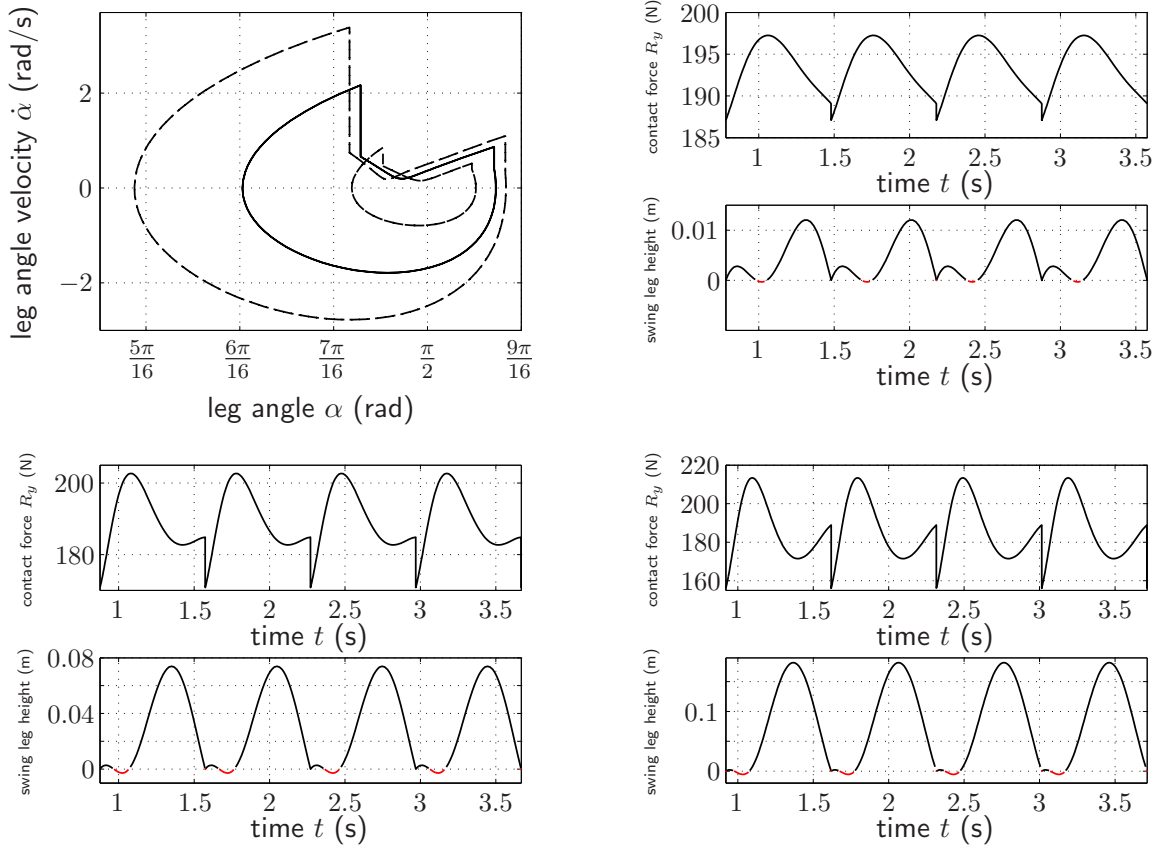 leg angle velocity α̇ (rad/s)
2
0
−2
5π/16 6π/16 7π/16 π/2 9π/16
leg angle α (rad)
contact force R_y (N)
200
195
190
185
1 1.5 2 2.5 3 3.5
time t (s)
swing leg height (m)
0.01
0
1 1.5 2 2.5 3 3.5
time t (s)
contact force R_y (N)
200
180
1 1.5 2 2.5 3 3.5
time t (s)
swing leg height (m)
0.08
0.04
0
1 1.5 2 2.5 3 3.5
time t (s)
contact force R_y (N)
220
200
180
160
1 1.5 2 2.5 3 3.5
time t (s)
swing leg height (m)
0.1
0
1 1.5 2 2.5 3 3.5
time t (s)